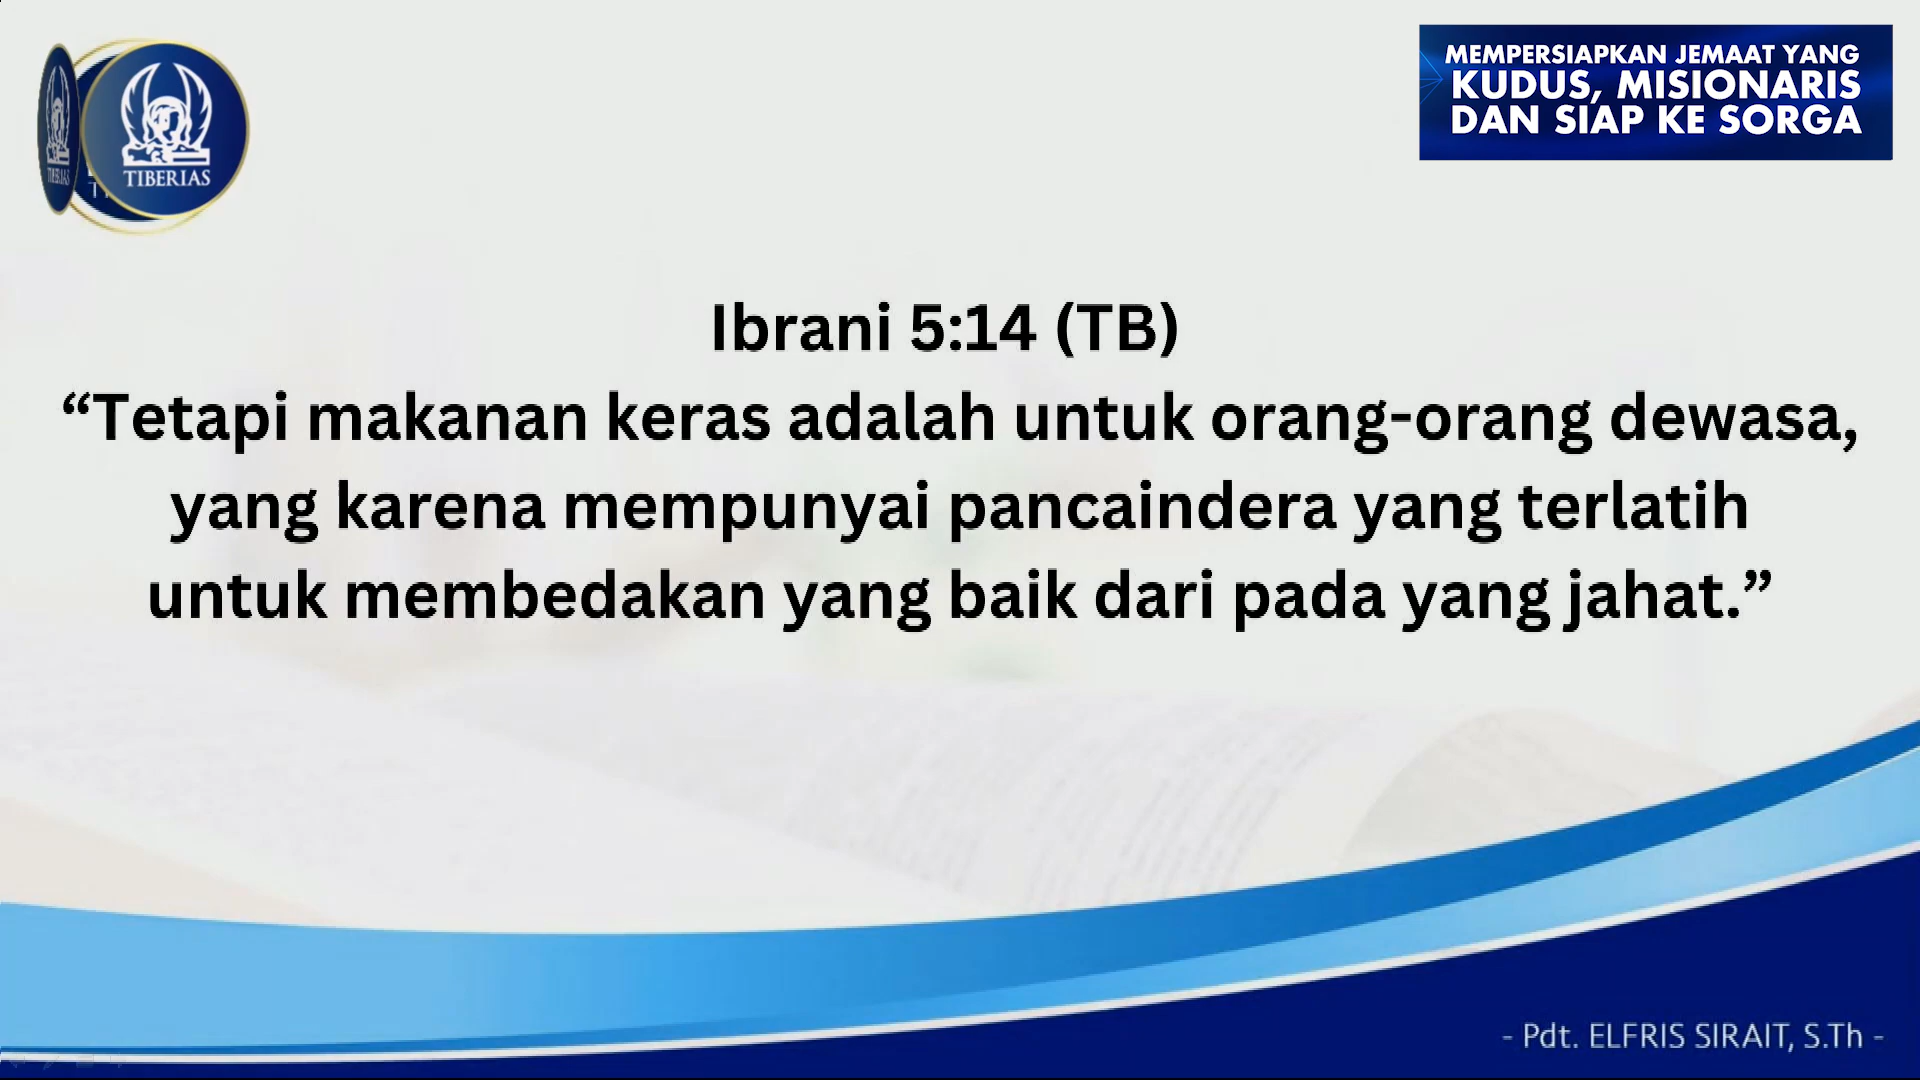 TIBERIAS
MEMPERSIAPKAN JEMAAT YANG
KUDUS, MISIONARIS
DAN SIAP KE SORGA
Ibrani 5:14 (TB)
“Tetapi makanan keras adalah untuk orang-orang dewasa,
yang karena mempunyai pancaindera yang terlatih
untuk membedakan yang baik dari pada yang jahat.”
- Pdt. ELFRIS SIRAIT, S.Th -